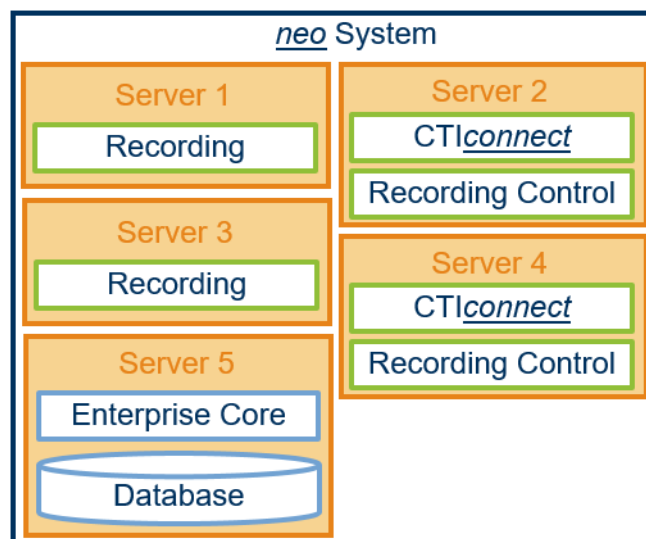 neo System
Server 1
Recording
Server 2
CTIconnect
Recording Control
Server 3
Recording
Server 4
CTIconnect
Recording Control
Server 5
Enterprise Core
Database